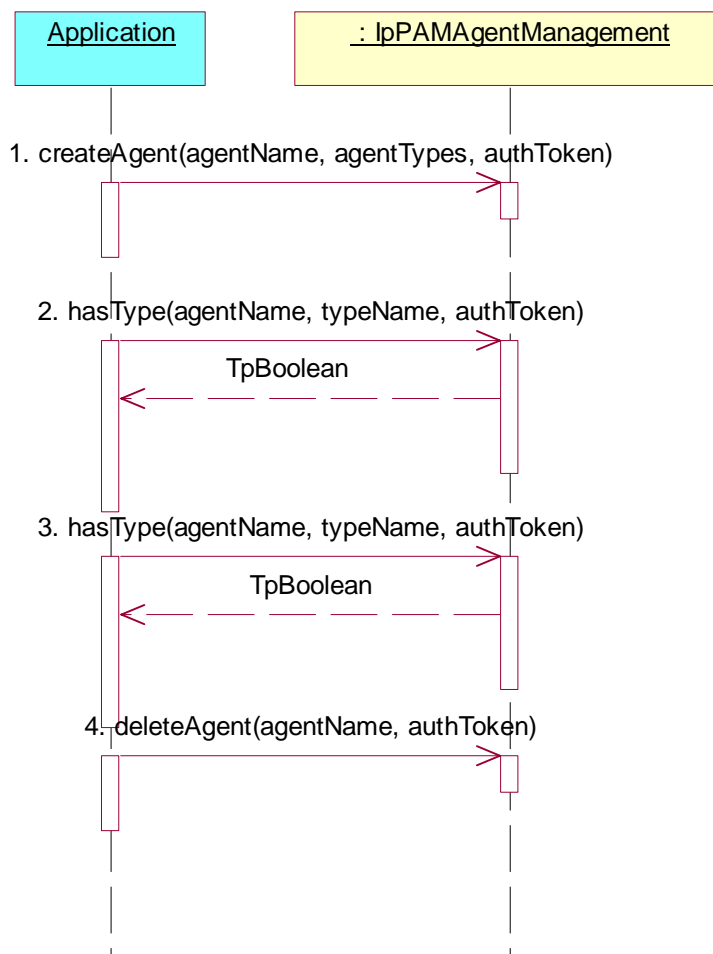 Application
: IpPAMAgentManagement
1. createAgent(agentName, agentTypes, authToken)
2. hasType(agentName, typeName, authToken)
TpBoolean
3. hasType(agentName, typeName, authToken)
TpBoolean
4. deleteAgent(agentName, authToken)